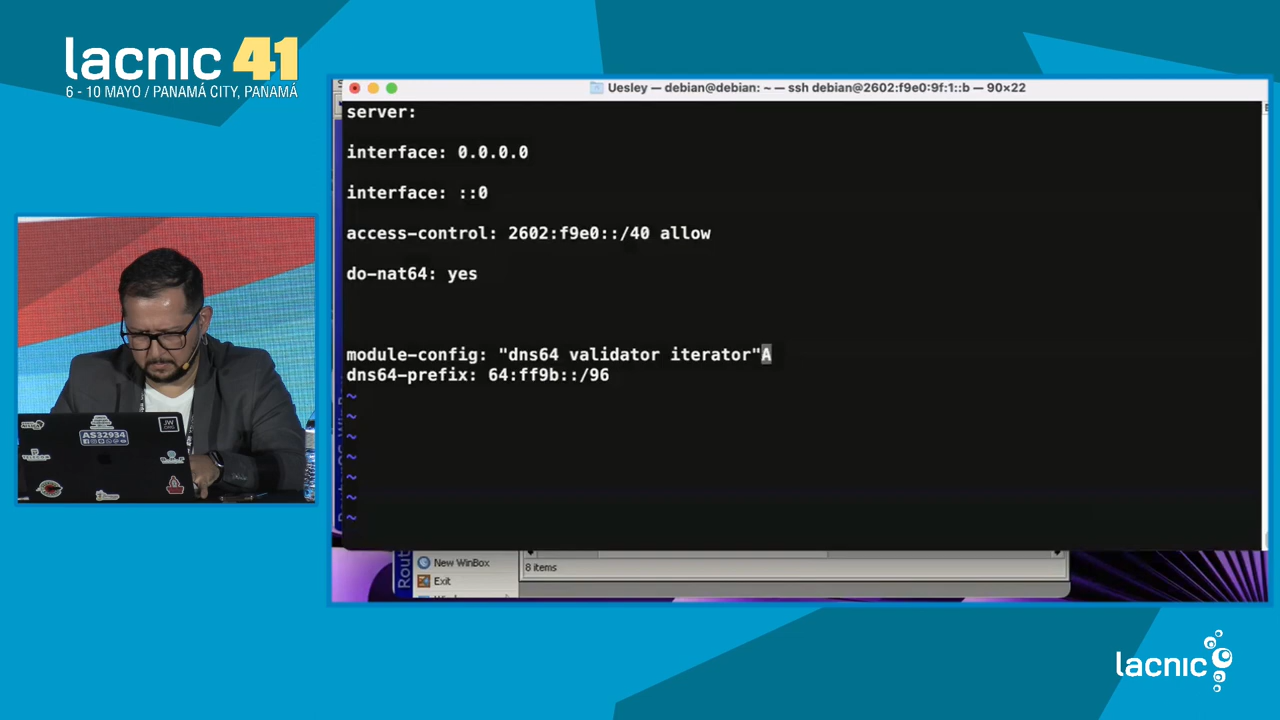 lacnic 41
6 - 10 MAYO / PANAMÁ CITY, PANAMÁ
Uesley — debian@debian: ~ — ssh debian@2602:f9e0:9f:1::b — 90×22
server:
interface: 0.0.0.0
interface: ::0
access-control: 2602:f9e0::/40 allow
do-nat64: yes
module-config: "dns64 validator iterator"A
dns64-prefix: 64:ff9b::/96
~
~
~
~
~
~
~
New WinBox
Exit
8 items
Rout
AS32934
JW
lacnic